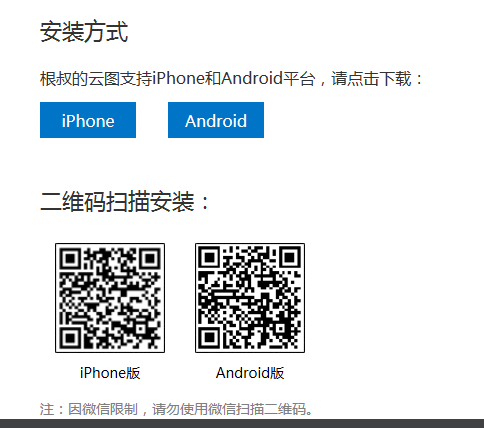 安装方式
根叔的云图支持iPhone和Android平台，请点击下载：
iPhone
Android
二维码扫描安装：
iPhone版
Android版
注：因微信限制，请勿使用微信扫描二维码。